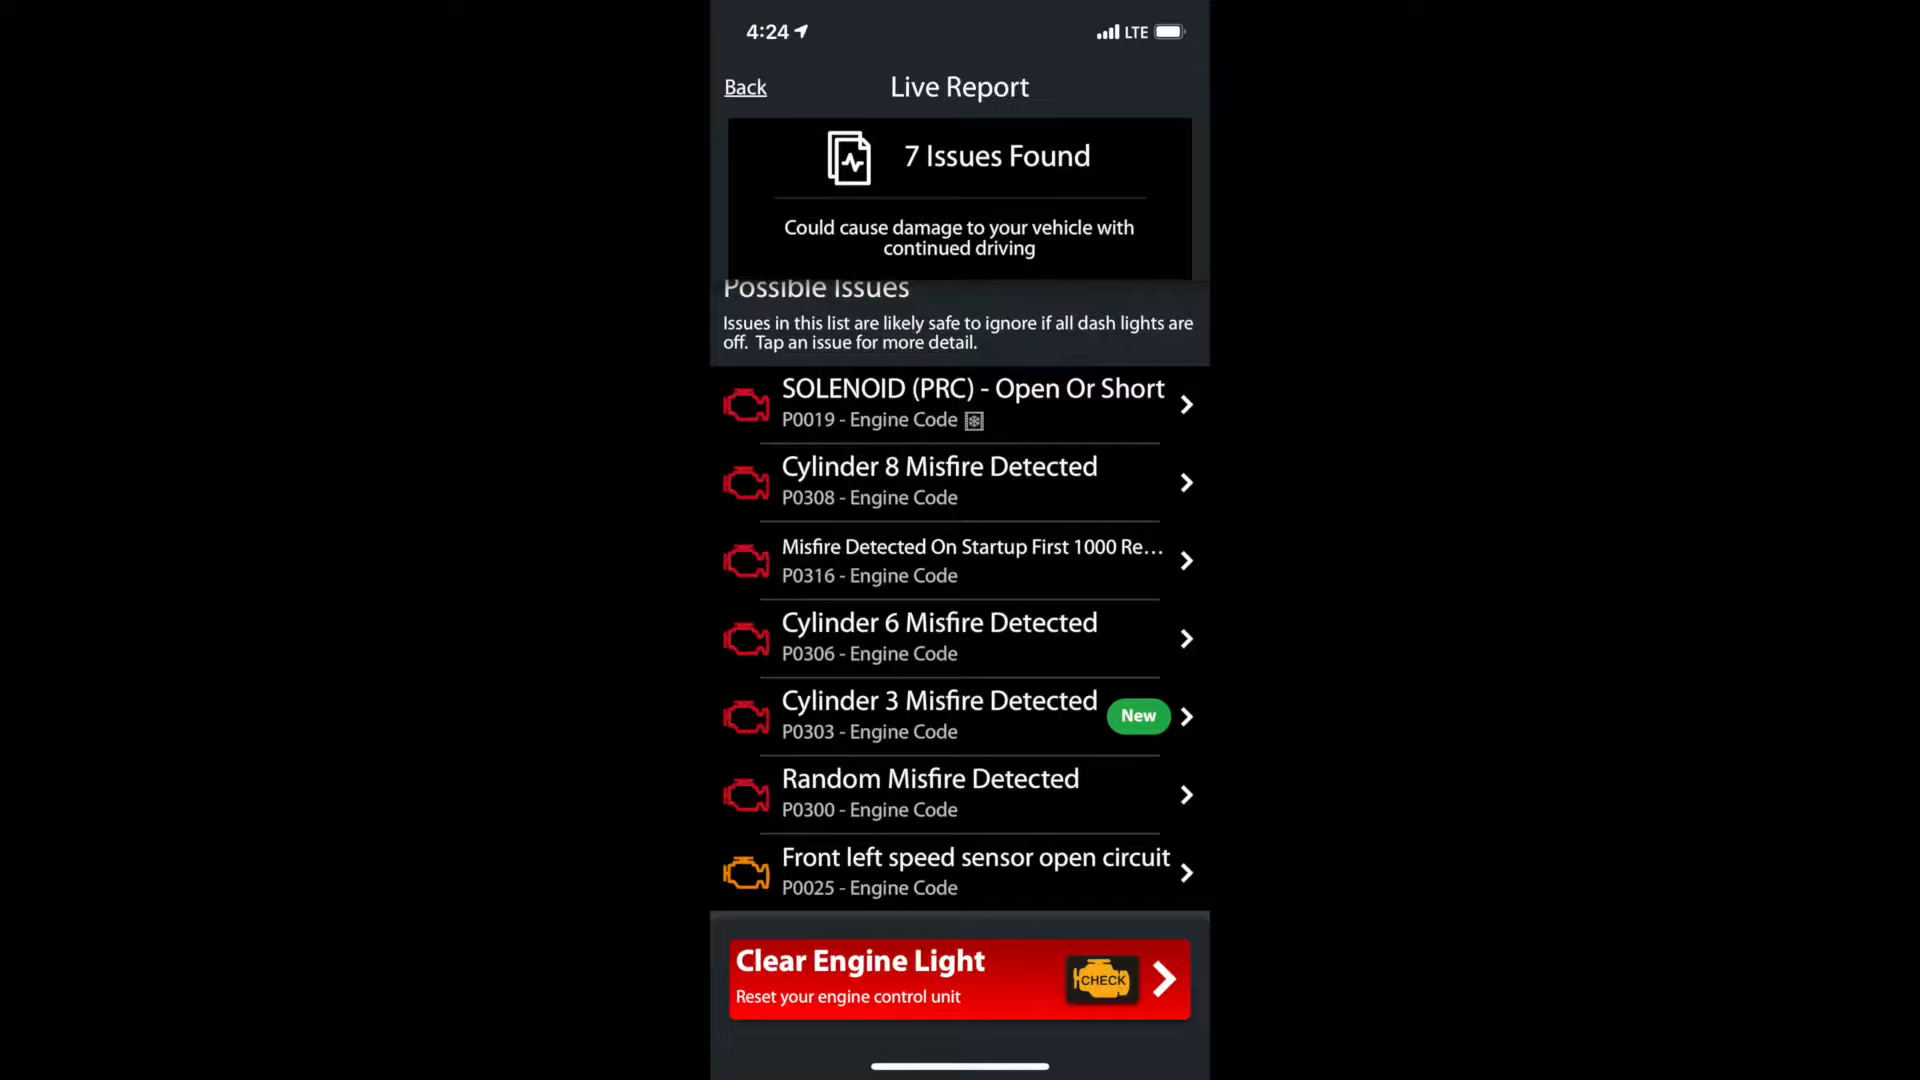 4:24
LTE
Back
Live Report
7 Issues Found
Could cause damage to your vehicle with
continued driving
Possible Issues
Issues in this list are likely safe to ignore if all dash lights are
off. Tap an issue for more detail.
SOLENOID (PRC) - Open Or Short
P0019 - Engine Code
Cylinder 8 Misfire Detected
P0308 - Engine Code
Misfire Detected On Startup First 1000 Re...
P0316 - Engine Code
Cylinder 6 Misfire Detected
P0306 - Engine Code
Cylinder 3 Misfire Detected
New
P0303 - Engine Code
Random Misfire Detected
P0300 - Engine Code
Front left speed sensor open circuit
P0025 - Engine Code
Clear Engine Light
CHECK
Reset your engine control unit